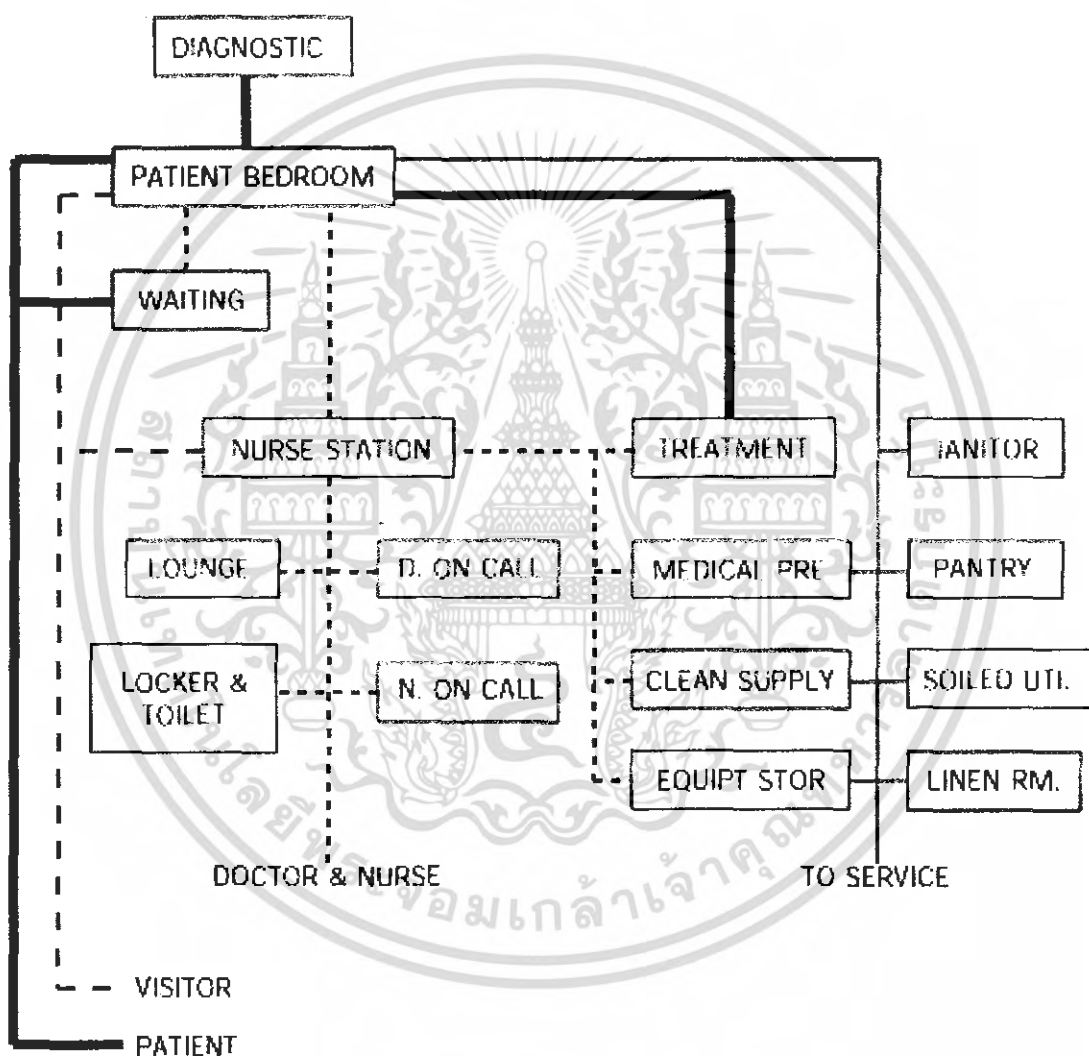 DIAGNOSTIC
PATIENT BEDROOM
WAITING
NURSE STATION
TREATMENT
JANITOR
LOUNGE
D. ON CALL
MEDICAL PRE
PANTRY
LOCKER &
TOILET
N. ON CALL
CLEAN SUPPLY
SOILED UTI.
EQUIPT STOR
LINEN RM.
DOCTOR & NURSE
TO SERVICE
VISITOR
PATIENT